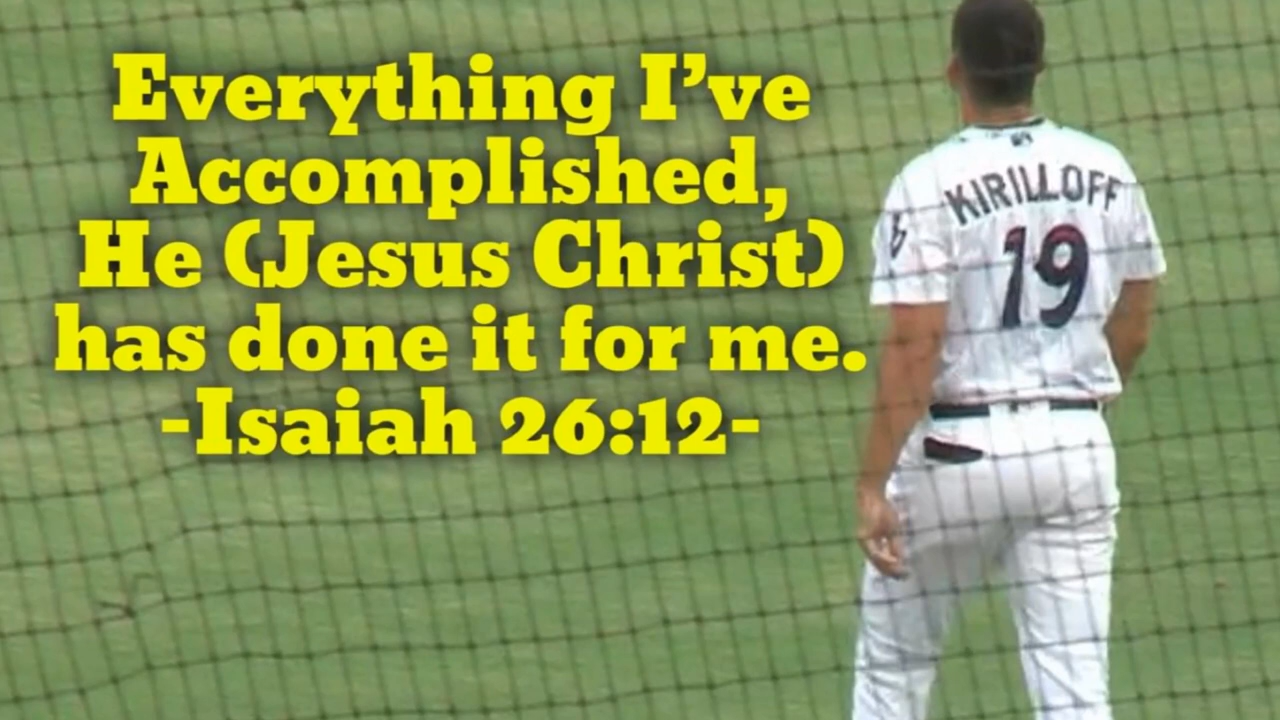 Everything I’ve
Accomplished,
He (Jesus Christ)
has done it for me.
-Isaiah 26:12-
KIRILLOFF
19